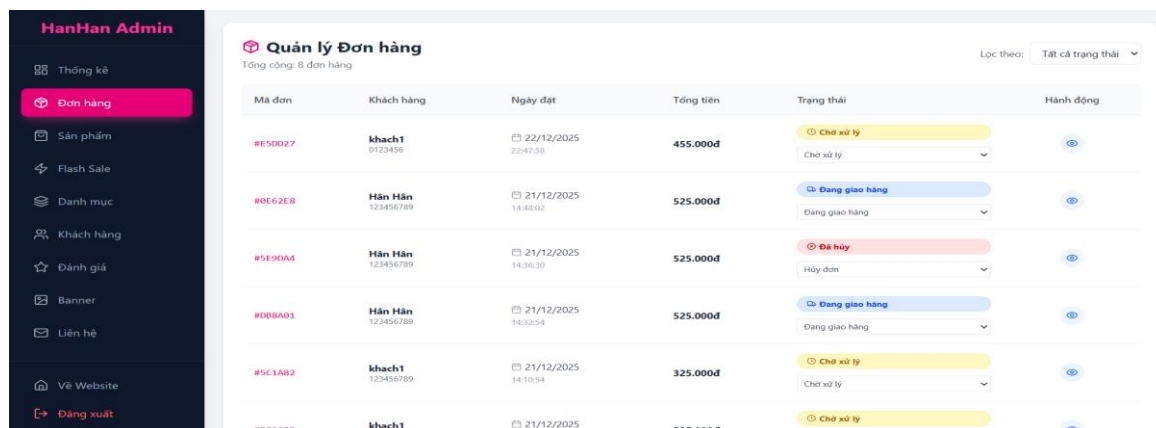 HanHan Admin
Thống kê
Đơn hàng
Sản phẩm
Flash Sale
Danh mục
Khách hàng
Đánh giá
Banner
Liên hệ
Về Website
Đăng xuất
Quản lý Đơn hàng
Tổng cộng: 8 đơn hàng
Lọc theo: Tất cả trạng thái
Mã đơn Khách hàng Ngày đặt Tổng tiền Trạng thái Hành động
#E5DD27 khach1 22/12/2025 455.000đ Chờ xử lý
0123456 22:47:58 Chờ xử lý
#0E62E8 Hân Hân 21/12/2025 525.000đ Đang giao hàng
123456789 14:48:02 Đang giao hàng
#5E9DA4 Hân Hân 21/12/2025 525.000đ Đã hủy
123456789 14:36:30 Hủy đơn
#DB8A01 Hân Hân 21/12/2025 525.000đ Đang giao hàng
123456789 14:32:54 Đang giao hàng
#5C1A82 khach1 21/12/2025 325.000đ Chờ xử lý
123456789 14:10:54 Chờ xử lý
khach1 21/12/2025 Chờ xử lý